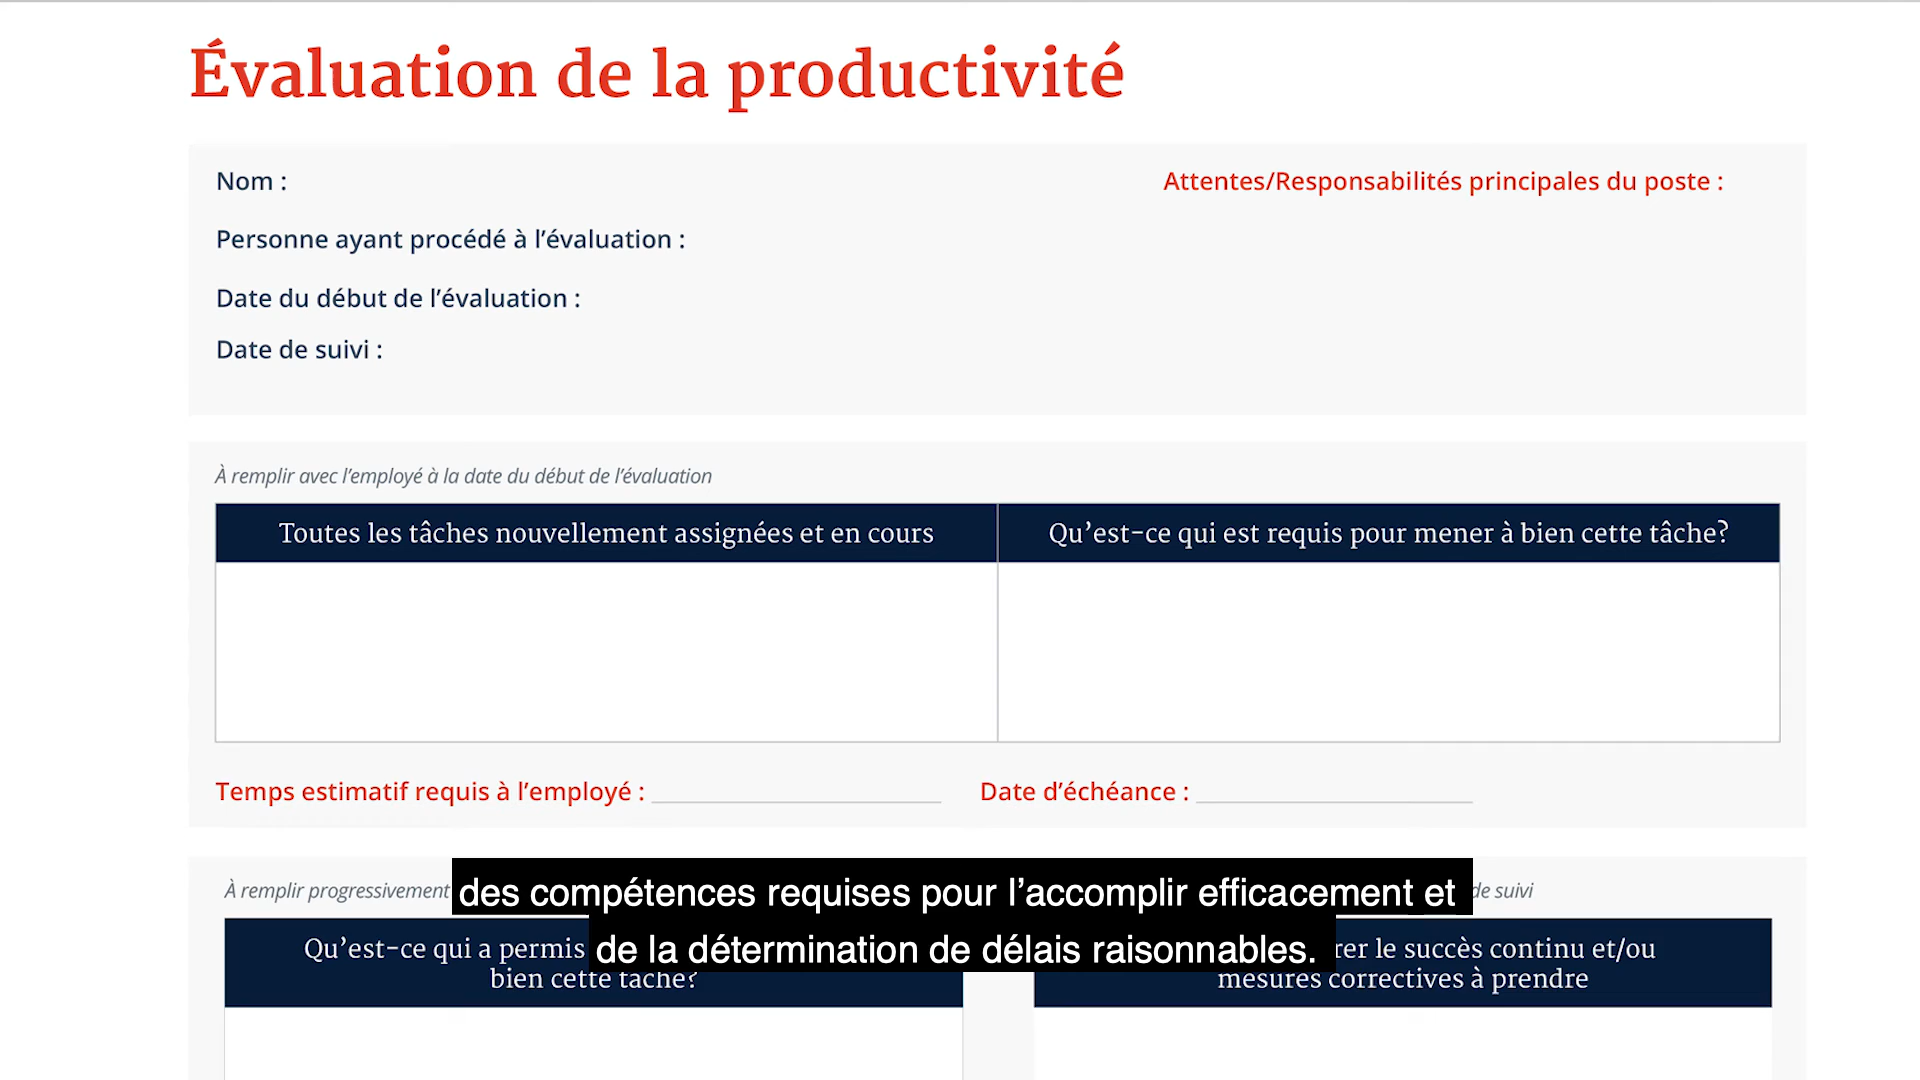 Évaluation de la productivité
Nom :
Attentes/Responsabilités principales du poste :
Personne ayant procédé à l’évaluation :
Date du début de l’évaluation :
Date de suivi :
À remplir avec l’employé à la date du début de l’évaluation
Toutes les tâches nouvellement assignées et en cours
Qu’est-ce qui est requis pour mener à bien cette tâche?
Temps estimatif requis à l’employé :
Date d’échéance :
À remplir progressivement
de suivi
des compétences requises pour l’accomplir efficacement et
de la détermination de délais raisonnables.
Qu’est-ce qui a permis
bien cette tâche?
le succès continu et/ou
mesures correctives à prendre